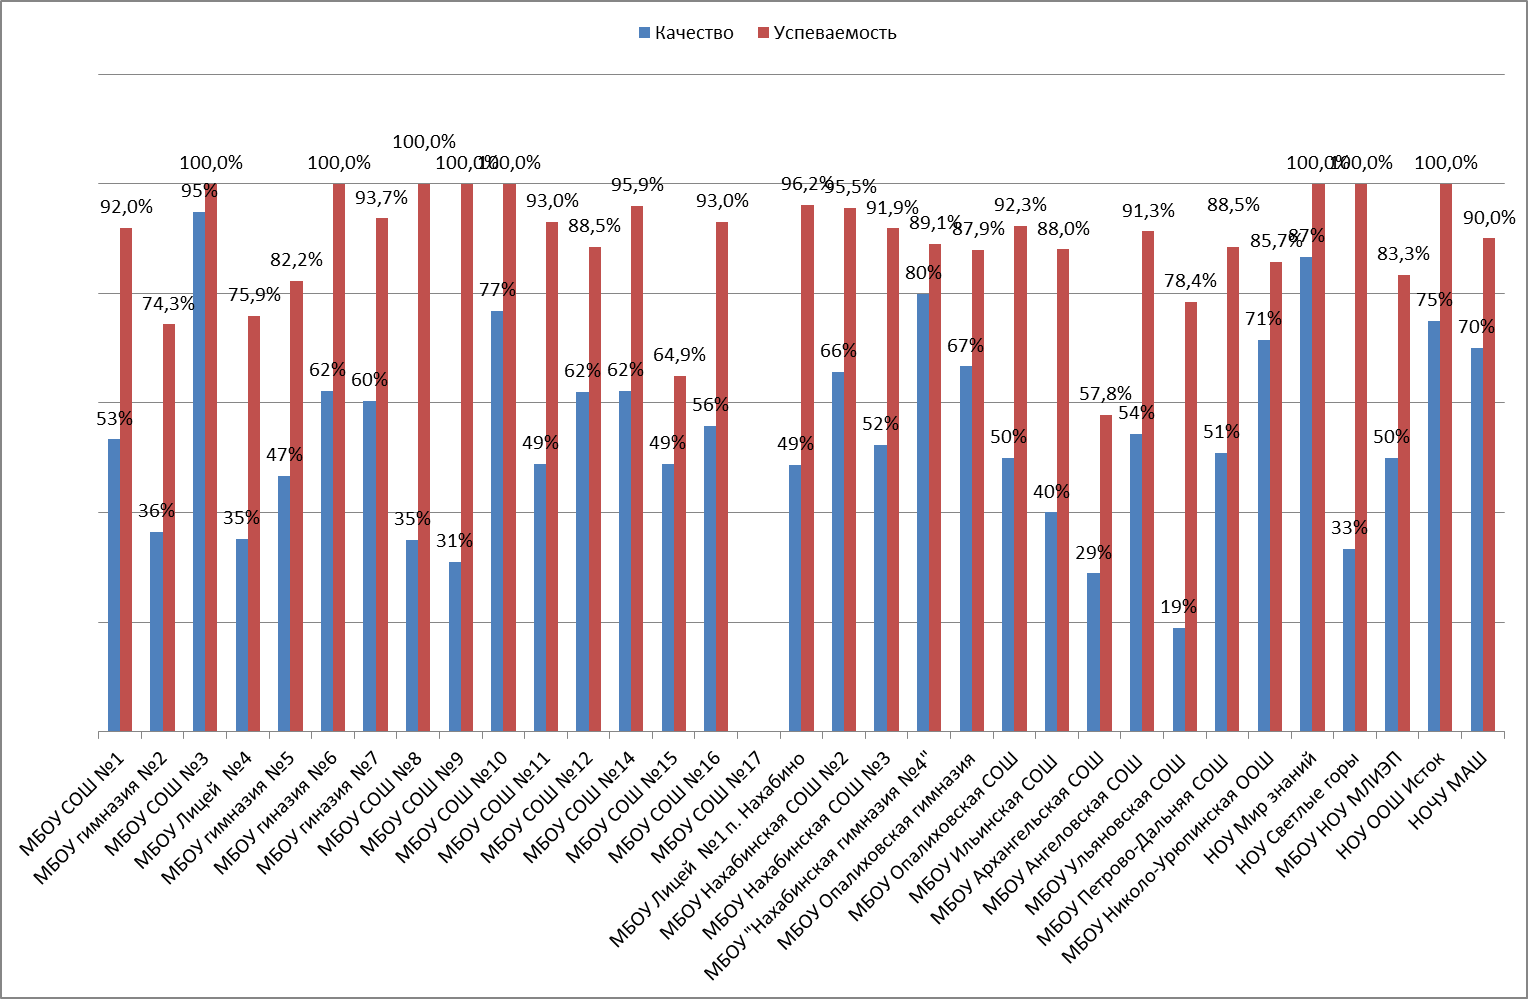 Качество
Успеваемость
53%
92,0%
36%
74,3%
95%
100,0%
35%
75,9%
47%
82,2%
62%
100,0%
60%
93,7%
35%
100,0%
31%
100,0%
77%
100,0%
49%
93,0%
62%
88,5%
62%
95,9%
49%
64,9%
56%
93,0%
49%
96,2%
66%
95,5%
52%
91,9%
80%
89,1%
67%
87,9%
50%
92,3%
40%
88,0%
29%
57,8%
54%
91,3%
19%
78,4%
51%
88,5%
71%
85,7%
87%
100,0%
33%
100,0%
50%
83,3%
75%
100,0%
70%
90,0%
МБОУ СОШ №1
МБОУ гимназия №2
МБОУ СОШ №3
МБОУ Лицей №4
МБОУ гимназия №5
МБОУ гиназия №6
МБОУ гиназия №7
МБОУ СОШ №8
МБОУ СОШ №9
МБОУ СОШ №10
МБОУ СОШ №11
МБОУ СОШ №12
МБОУ СОШ №14
МБОУ СОШ №15
МБОУ СОШ №16
МБОУ СОШ №17
МБОУ Лицей №1 п. Нахабино
МБОУ Нахабинская СОШ №2
МБОУ Нахабинская СОШ №3
МБОУ "Нахабинская гимназия №4"
МБОУ Опалиховская гимназия
МБОУ Опалиховская СОШ
МБОУ Ильинская СОШ
МБОУ Архангельская СОШ
МБОУ Ангеловская СОШ
МБОУ Ульяновская СОШ
МБОУ Петрово-Дальняя СОШ
МБОУ Николо-Урюпинская ООШ
НОУ Мир знаний
НОУ Светлые горы
МБОУ НОУ МЛИЭП
НОУ ООШ Исток
НОЧУ МАШ